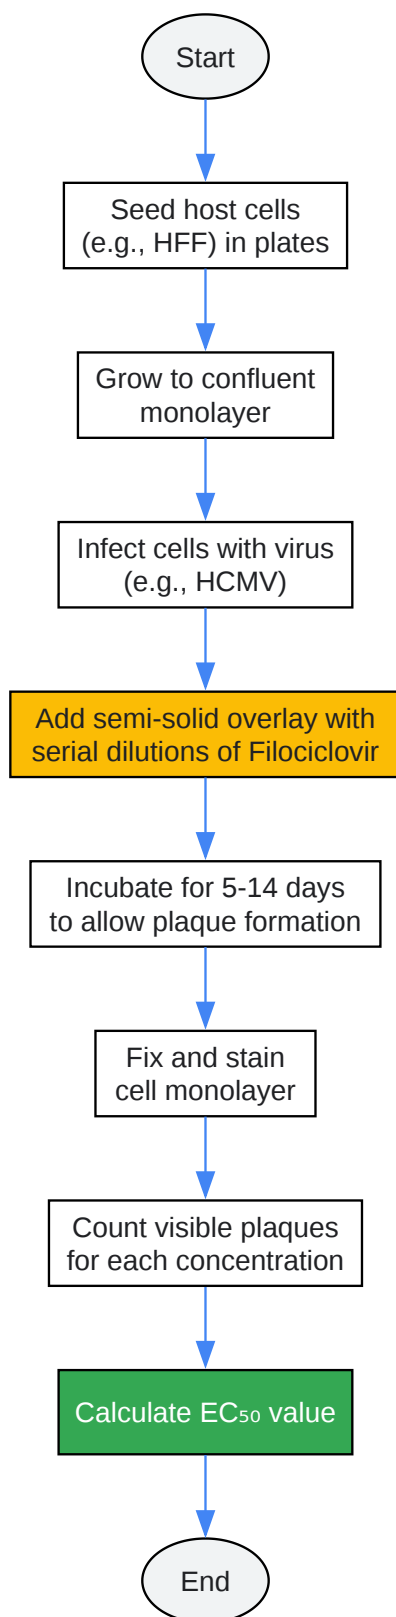 Start
Seed host cells
(e.g., HFF) in plates
Grow to confluent
monolayer
Infect cells with virus
(e.g., HCMV)
Add semi-solid overlay with
serial dilutions of Filociclovir
Incubate for 5-14 days
to allow plaque formation
Fix and stain
cell monolayer
Count visible plaques
for each concentration
Calculate EC₅₀ value
End